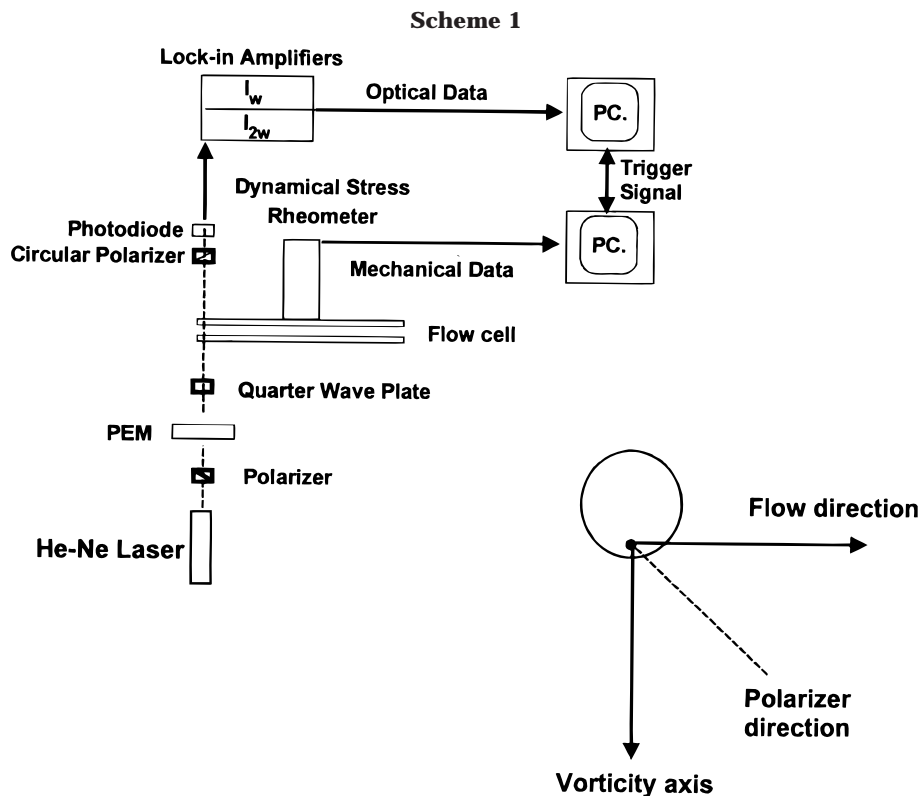 Scheme 1
Lock-in Amplifiers
I_w
I_2w
Optical Data
PC.
Trigger
Signal
Dynamical Stress
Rheometer
Photodiode
Circular Polarizer
Mechanical Data
PC.
Flow cell
Quarter Wave Plate
PEM
Polarizer
He-Ne Laser
Flow direction
Polarizer
direction
Vorticity axis